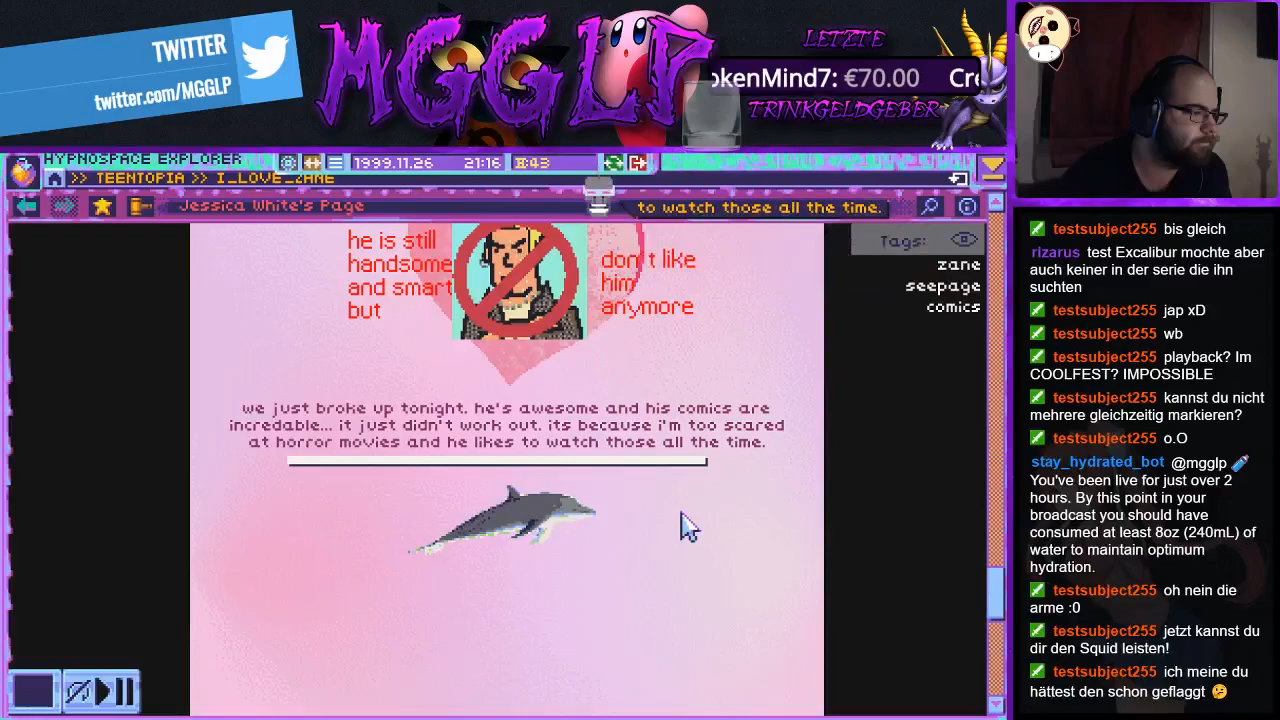 TWITTER
twitter.com/MGGLP
MGGLP
LETZTE
okenMind7: €70.00 Cre
TRINKGELDGEBER
HYPNOSPACE EXPLORER
1999.11.26 21:16
>> TEENTOPIA >> I_LOVE_ZANE
Jessica White's Page
to watch those all the time.
he is still
handsome
and smart
but
don't like
him
anymore
Tags:
zane
seepage
comics
we just broke up tonight. he's awesome and his comics are
incredable... it just didn't work out. its because i'm too scared
at horror movies and he likes to watch those all the time.
testsubject255 bis gleich
rizarus test Excalibur mochte aber
auch keiner in der serie die ihn
suchten
testsubject255 jap xD
testsubject255 wb
testsubject255 playback? Im
COOLFEST? IMPOSSIBLE
testsubject255 kannst du nicht
mehrere gleichzeitig markieren?
testsubject255 o.O
stay_hydrated_bot @mgglp
You've been live for just over 2
hours. By this point in your
broadcast you should have
consumed at least 8oz (240mL) of
water to maintain optimum
hydration.
testsubject255 oh nein die
arme :0
testsubject255 jetzt kannst du
dir den Squid leisten!
testsubject255 ich meine du
hättest den schon geflaggt